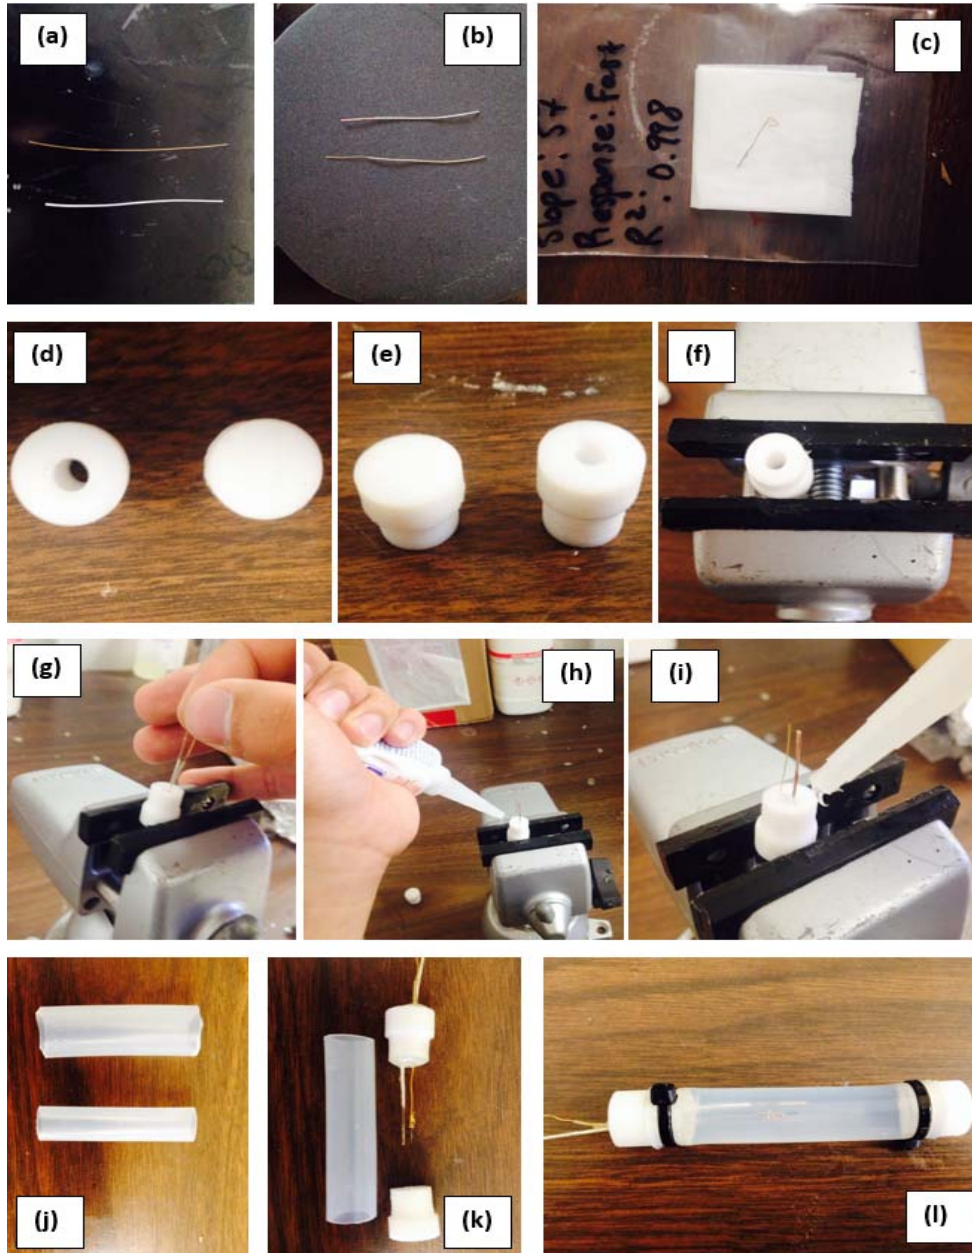 (a)
(b)
(c)
Slope: 57
Response: Fast
R2: 0.998
(d)
(e)
(f)
(g)
(h)
(i)
(j)
(k)
(l)